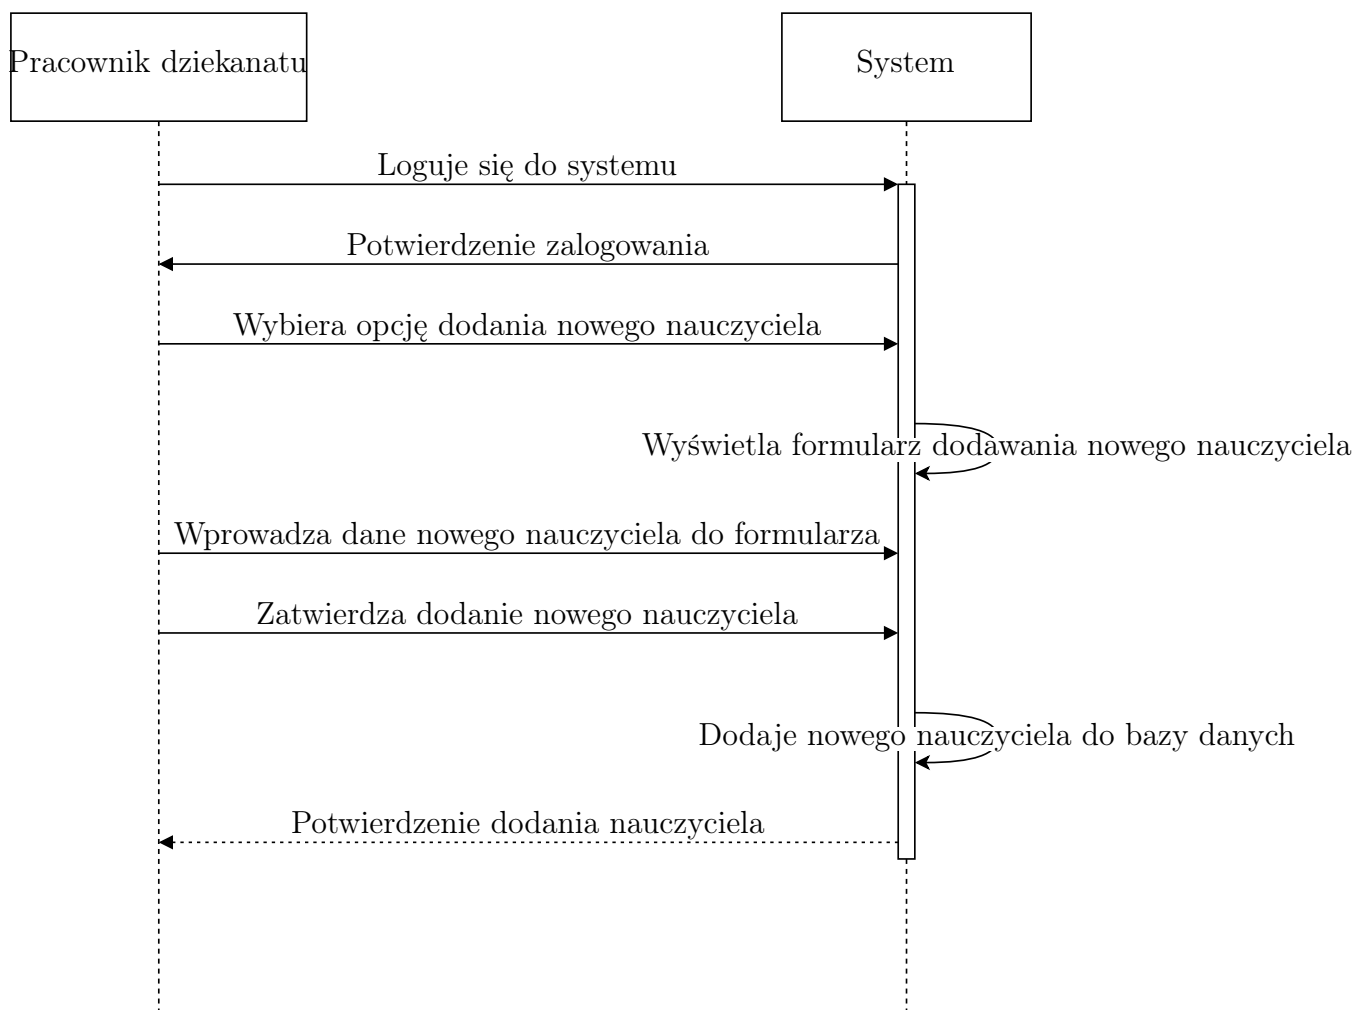 Pracownik dziekanatu
System
Loguje się do systemu
Potwierdzenie zalogowania
Wybiera opcję dodania nowego nauczyciela
Wyświetla formularz dodawania nowego nauczyciela
Wprowadza dane nowego nauczyciela do formularza
Zatwierdza dodanie nowego nauczyciela
Dodaje nowego nauczyciela do bazy danych
Potwierdzenie dodania nauczyciela